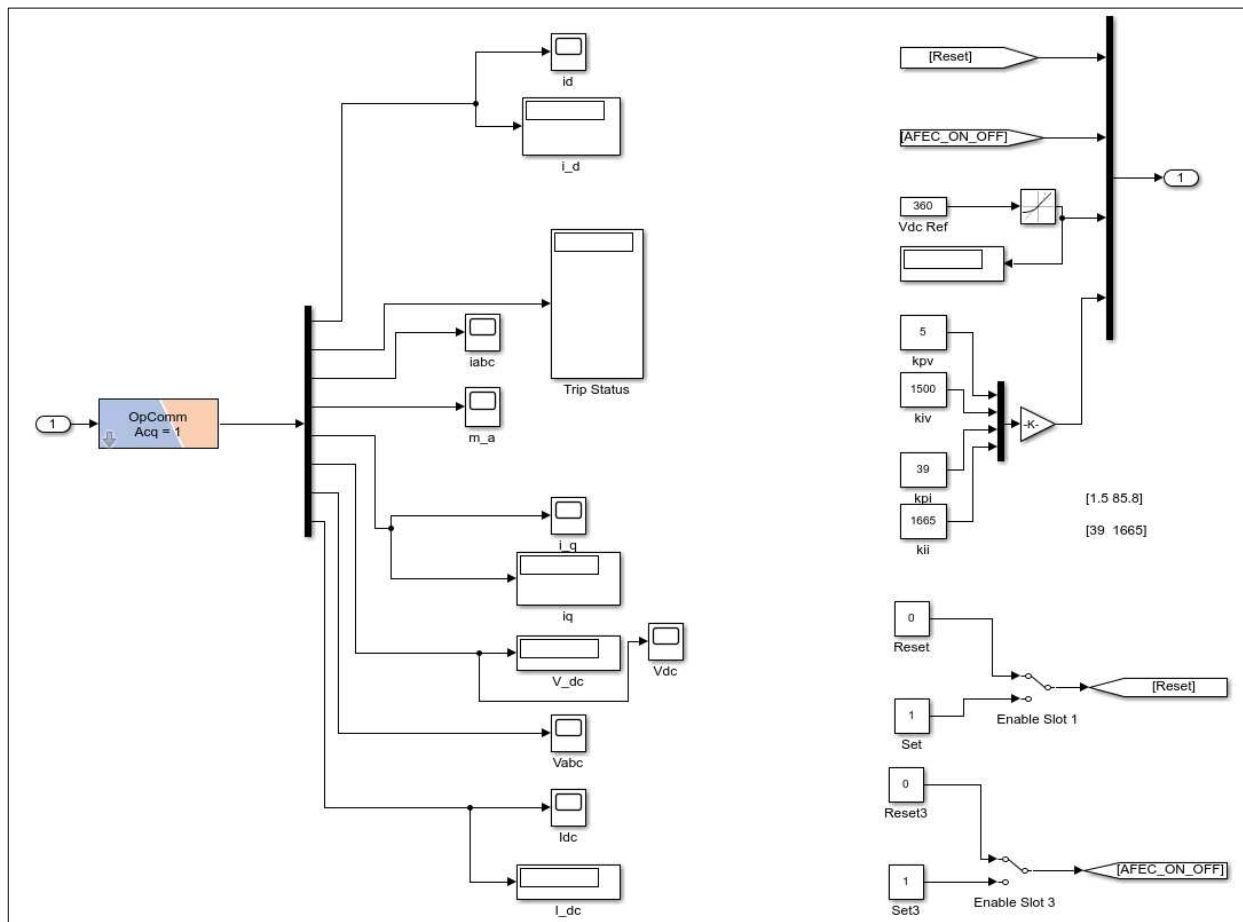 id
i_d
Trip Status
iabc
m_a
1
OpComm
Acq = 1
i_q
iq
V_dc
Vdc
Vabc
Idc
I_dc
[Reset]
[AFEC_ON_OFF]
1
360
Vdc Ref
5
kpv
1500
kiv
-K-
39
kpi
1665
kii
[1.5 85.8]
[39 1665]
0
Reset
[Reset]
Enable Slot 1
1
Set
0
Reset3
[AFEC_ON_OFF]
1
Enable Slot 3
Set3